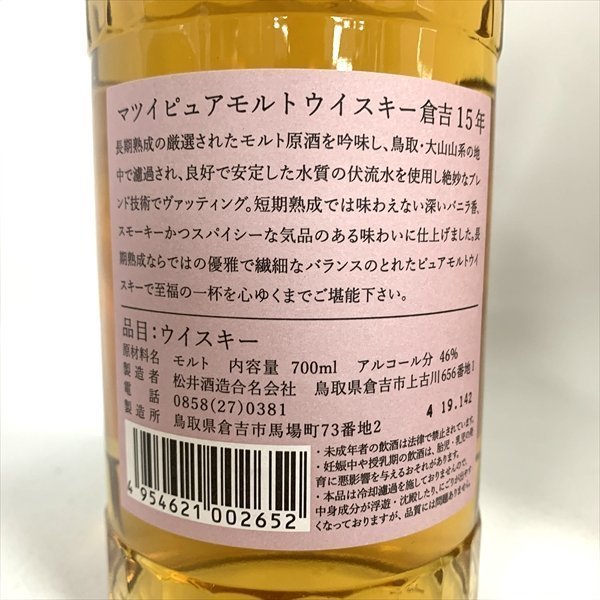 マツイピュアモルトウイスキー倉吉15年
長期熟成の厳選されたモルト原酒を吟味し、鳥取・大山山系の地
中で濾過され、良好で安定した水質の伏流水を使用し絶妙なブレ
ンド技術でヴァッティング。短期熟成では味わえない深いバニラ香、
スモーキーかつスパイシーな気品のある味わいに仕上げました。長
期熟成ならではの優雅で繊細なバランスのとれたピュアモルトウイ
スキーで至福の一杯を心ゆくまでご堪能下さい。
品目:ウイスキー
原材料名 モルト 内容量 700ml アルコール分 46%
製造者 松井酒造合名会社 鳥取県倉吉市上古川656番地1
電話 0858(27)0381
製造所 鳥取県倉吉市馬場町73番地2
4 19.142
・未成年者の飲酒は法律で禁止されています。
・妊娠中や授乳期の飲酒は、胎児・乳児の発
育に悪影響を与えるおそれがあります。
・本品は冷却濾過を施しておりませんので、
中身成分が浮遊・沈殿したり、にごりが出やす
くなっておりますが、品質には問題ありません。
4 954621 002652